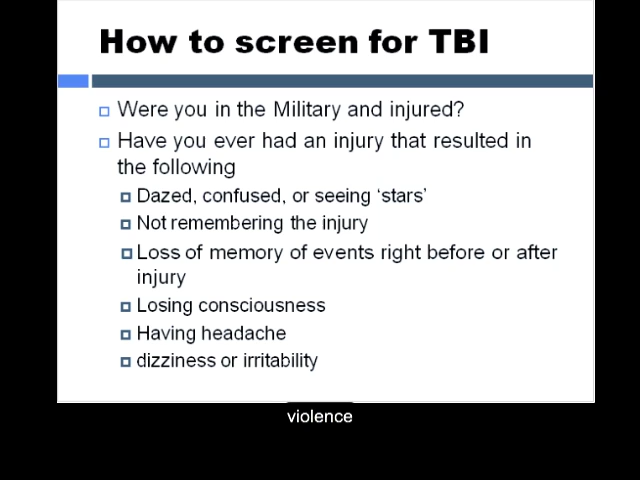 How to screen for TBI
Were you in the Military and injured?
Have you ever had an injury that resulted in
the following
Dazed, confused, or seeing ‘stars’
Not remembering the injury
Loss of memory of events right before or after
injury
Losing consciousness
Having headache
dizziness or irritability
violence